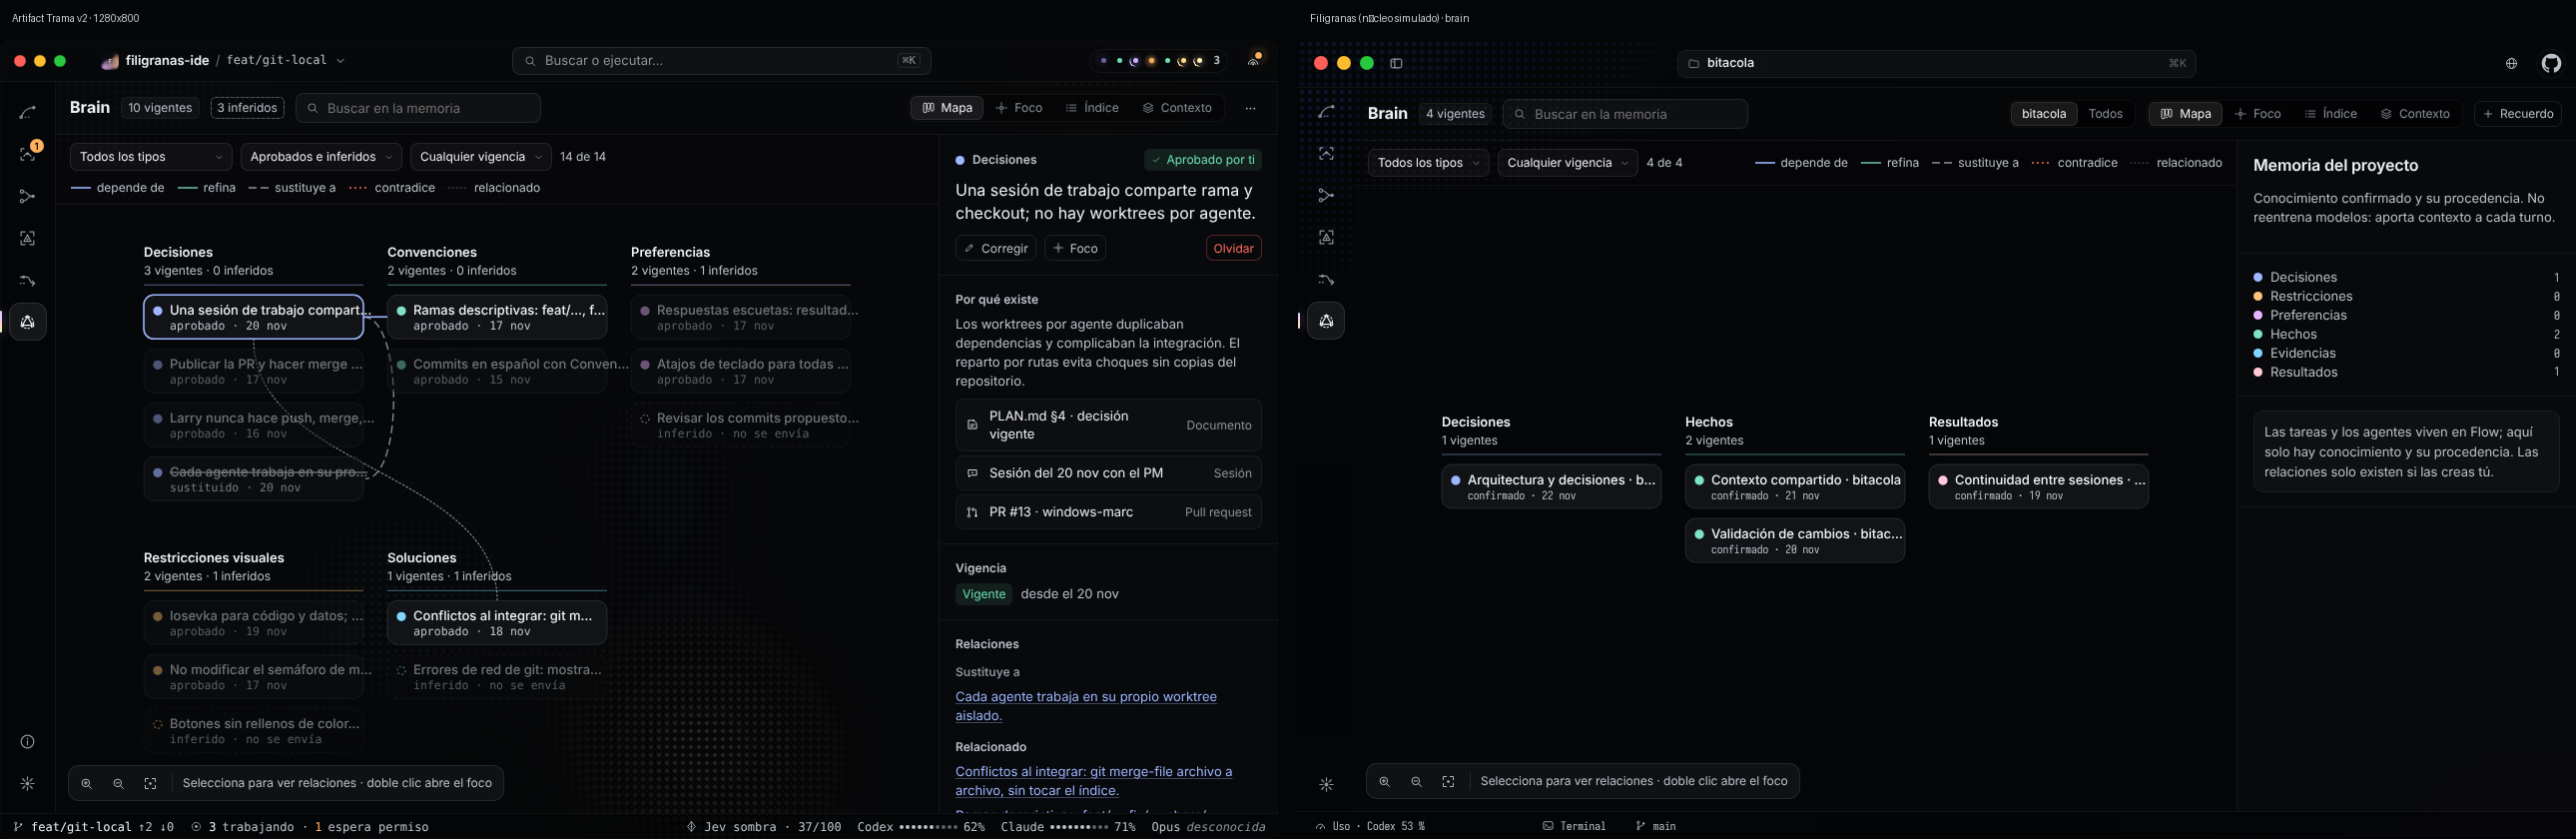 Artifact Trama v2 · 1280x800
filigranas-ide / feat/git-local
Buscar o ejecutar...
⌘K
3
Brain
10 vigentes
3 inferidos
Buscar en la memoria
Mapa
Foco
Índice
Contexto
1
Todos los tipos
Aprobados e inferidos
Cualquier vigencia
14 de 14
depende de
refina
sustituye a
contradice
relacionado
Decisiones
3 vigentes · 0 inferidos
Una sesión de trabajo compart...
aprobado · 20 nov
Publicar la PR y hacer merge ...
aprobado · 17 nov
Larry nunca hace push, merge,...
aprobado · 16 nov
Cada agente trabaja en su pro...
sustituido · 20 nov
Convenciones
2 vigentes · 0 inferidos
Ramas descriptivas: feat/..., f...
aprobado · 17 nov
Commits en español con Conven...
aprobado · 15 nov
Preferencias
2 vigentes · 1 inferidos
Respuestas escuetas: resultad...
aprobado · 17 nov
Atajos de teclado para todas ...
aprobado · 17 nov
Revisar los commits propuesto...
inferido · no se envía
Restricciones visuales
2 vigentes · 1 inferidos
Iosevka para código y datos; ...
aprobado · 19 nov
No modificar el semáforo de m...
aprobado · 17 nov
Botones sin rellenos de color...
inferido · no se envía
Soluciones
1 vigentes · 1 inferidos
Conflictos al integrar: git m...
aprobado · 18 nov
Errores de red de git: mostra...
inferido · no se envía
Selecciona para ver relaciones · doble clic abre el foco
Decisiones
Aprobado por ti
Una sesión de trabajo comparte rama y
checkout; no hay worktrees por agente.
Corregir
Foco
Olvidar
Por qué existe
Los worktrees por agente duplicaban
dependencias y complicaban la integración. El
reparto por rutas evita choques sin copias del
repositorio.
PLAN.md §4 · decisión
vigente
Documento
Sesión del 20 nov con el PM
Sesión
PR #13 · windows-marc
Pull request
Vigencia
Vigente
desde el 20 nov
Relaciones
Sustituye a
Cada agente trabaja en su propio worktree
aislado.
Relacionado
Conflictos al integrar: git merge-file archivo a
archivo, sin tocar el índice.
feat/git-local ↑2 ↓0
3 trabajando · 1 espera permiso
Jev sombra · 37/100
Codex
62%
Claude
71%
Opus desconocida
Filigranas (núcleo simulado) · brain
bitacola
⌘K
Brain
4 vigentes
Buscar en la memoria
bitacola
Todos
Mapa
Foco
Índice
Contexto
+ Recuerdo
Todos los tipos
Cualquier vigencia
4 de 4
depende de
refina
sustituye a
contradice
relacionado
Decisiones
1 vigentes
Arquitectura y decisiones · b...
confirmado · 22 nov
Hechos
2 vigentes
Contexto compartido · bitacola
confirmado · 21 nov
Validación de cambios · bitac...
confirmado · 20 nov
Resultados
1 vigentes
Continuidad entre sesiones · ...
confirmado · 19 nov
Selecciona para ver relaciones · doble clic abre el foco
Memoria del proyecto
Conocimiento confirmado y su procedencia. No
reentrena modelos: aporta contexto a cada turno.
Decisiones 1
Restricciones 0
Preferencias 0
Hechos 2
Evidencias 0
Resultados 1
Las tareas y los agentes viven en Flow; aquí
solo hay conocimiento y su procedencia. Las
relaciones solo existen si las creas tú.
Uso · Codex 53 %
Terminal
main